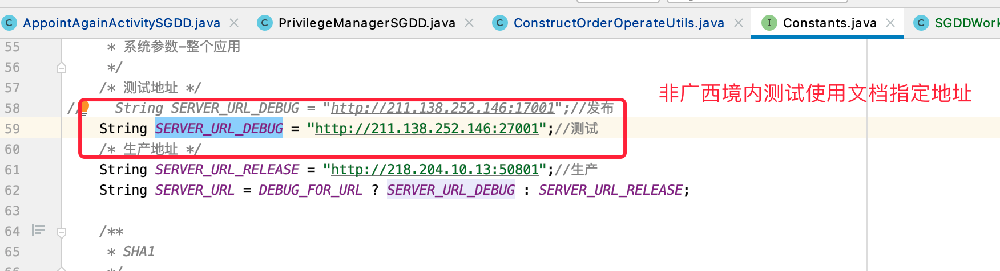 C AppointAgainActivitySGDD.java × C PrivilegeManagerSGDD.java × C ConstructOrderOperateUtils.java × I Constants.java × C SGDDWork
55 * 系统参数-整个应用
56 */
57 /* 测试地址 */
非广西境内测试使用文档指定地址
58 // String SERVER_URL_DEBUG = "http://211.138.252.146:17001";//发布
59 String SERVER_URL_DEBUG = "http://211.138.252.146:27001";//测试
60 /* 生产地址 */
61 String SERVER_URL_RELEASE = "http://218.204.10.13:50801";//生产
62 String SERVER_URL = DEBUG_FOR_URL ? SERVER_URL_DEBUG : SERVER_URL_RELEASE;
63
64 /**
65 * SHA1